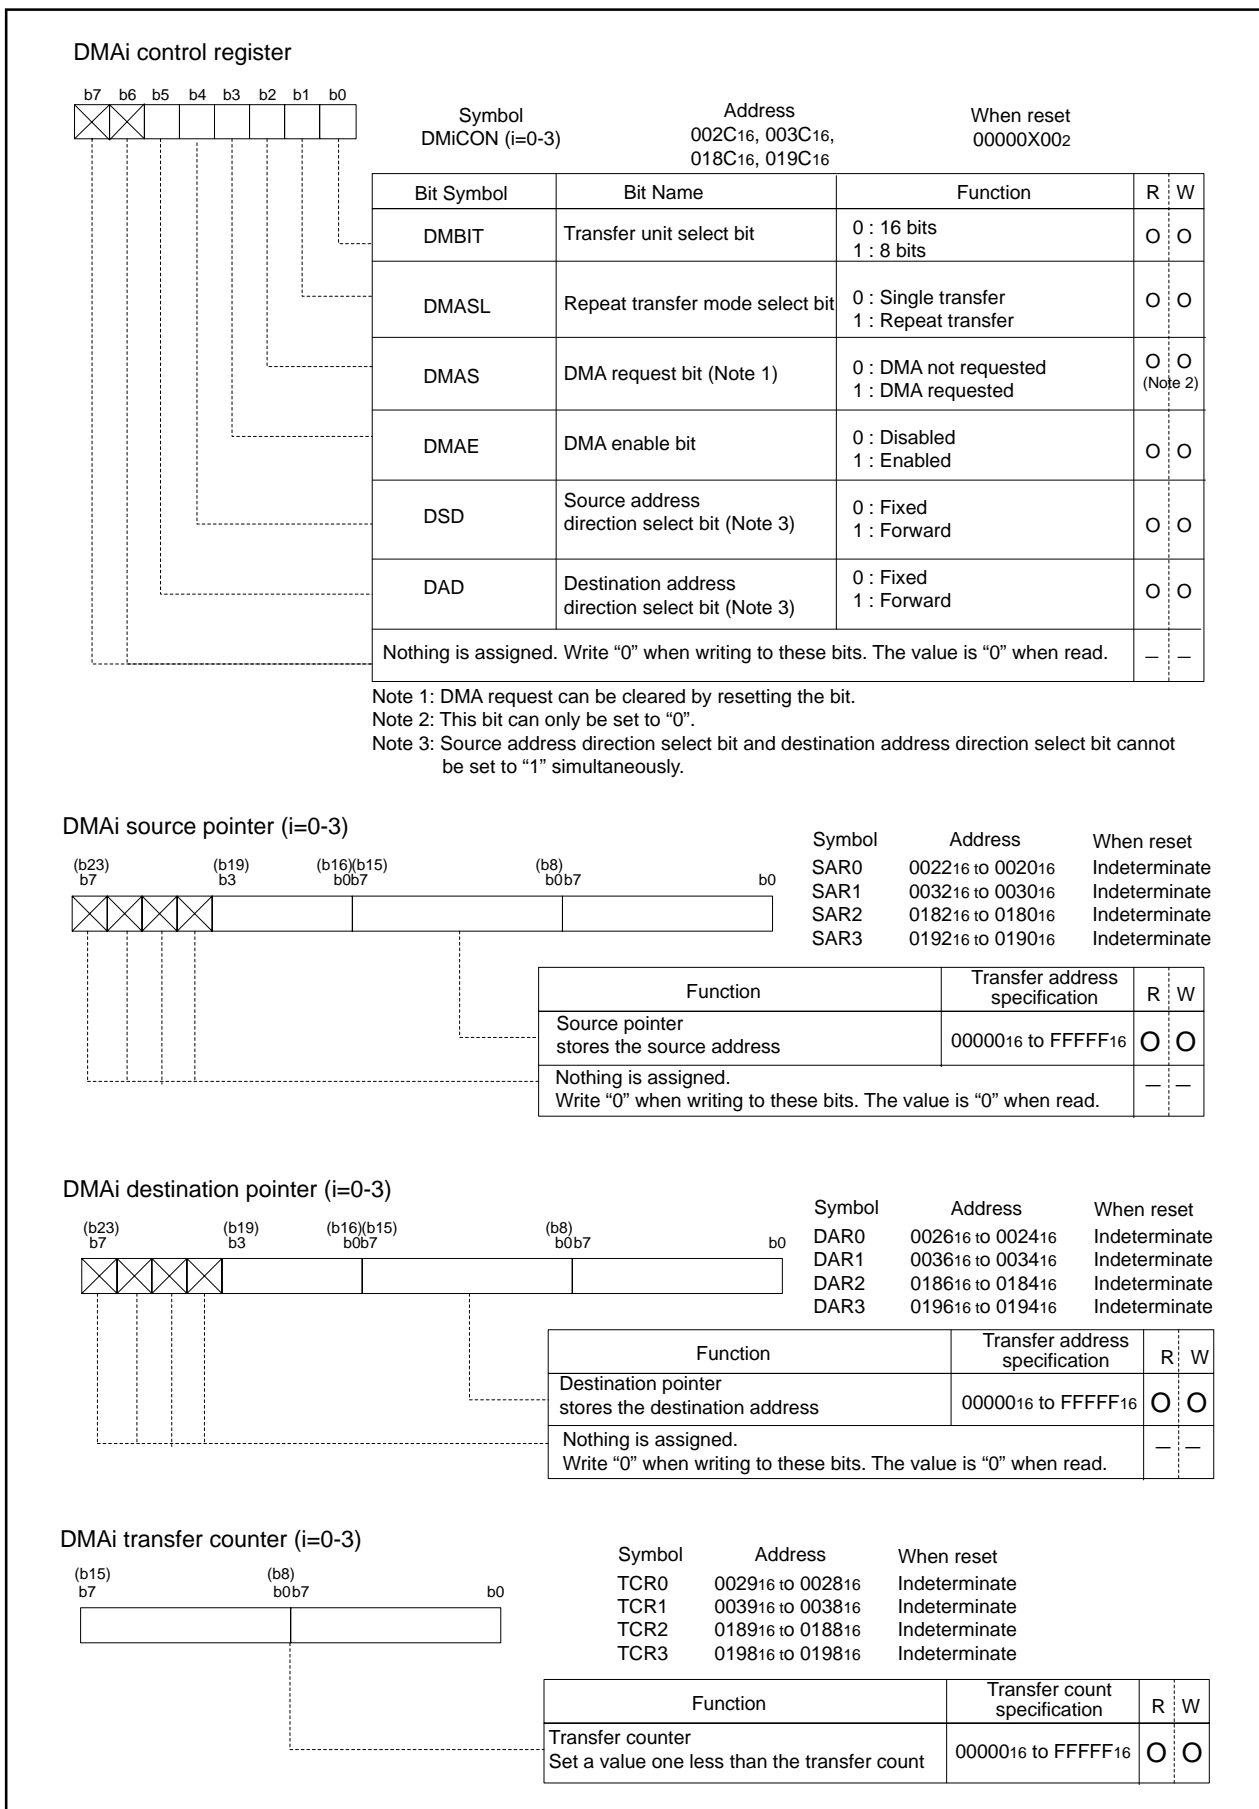 DMAi control register
b7 b6 b5 b4 b3 b2 b1 b0
Symbol Address When reset
DMiCON (i=0-3) 002C16, 003C16, 00000X002
018C16, 019C16
Bit Symbol Bit Name Function R W
DMBIT Transfer unit select bit 0 : 16 bits O O
1 : 8 bits
DMASL Repeat transfer mode select bit 0 : Single transfer O O
1 : Repeat transfer
DMAS DMA request bit (Note 1) 0 : DMA not requested O O
1 : DMA requested (Note 2)
DMAE DMA enable bit 0 : Disabled O O
1 : Enabled
DSD Source address 0 : Fixed O O
direction select bit (Note 3) 1 : Forward
DAD Destination address 0 : Fixed O O
direction select bit (Note 3) 1 : Forward
Nothing is assigned. Write “0” when writing to these bits. The value is “0” when read. – –
Note 1: DMA request can be cleared by resetting the bit.
Note 2: This bit can only be set to “0”.
Note 3: Source address direction select bit and destination address direction select bit cannot
be set to “1” simultaneously.
DMAi source pointer (i=0-3)
Symbol Address When reset
SAR0 002216 to 002016 Indeterminate
SAR1 003216 to 003016 Indeterminate
SAR2 018216 to 018016 Indeterminate
SAR3 019216 to 019016 Indeterminate
(b23) (b19) (b16)(b15) (b8)
b7 b3 b0b7 b0b7 b0
Function Transfer address specification R W
Source pointer
stores the source address 0000016 to FFFFF16 O O
Nothing is assigned. – –
Write “0” when writing to these bits. The value is “0” when read.
DMAi destination pointer (i=0-3)
Symbol Address When reset
DAR0 002616 to 002416 Indeterminate
DAR1 003616 to 003416 Indeterminate
DAR2 018616 to 018416 Indeterminate
DAR3 019616 to 019416 Indeterminate
(b23) (b19) (b16)(b15) (b8)
b7 b3 b0b7 b0b7 b0
Function Transfer address specification R W
Destination pointer
stores the destination address 0000016 to FFFFF16 O O
Nothing is assigned. – –
Write “0” when writing to these bits. The value is “0” when read.
DMAi transfer counter (i=0-3)
Symbol Address When reset
TCR0 002916 to 002816 Indeterminate
TCR1 003916 to 003816 Indeterminate
TCR2 018916 to 018816 Indeterminate
TCR3 019816 to 019816 Indeterminate
(b15) (b8)
b7 b0b7 b0
Function Transfer count specification R W
Transfer counter
Set a value one less than the transfer count 0000016 to FFFFF16 O O